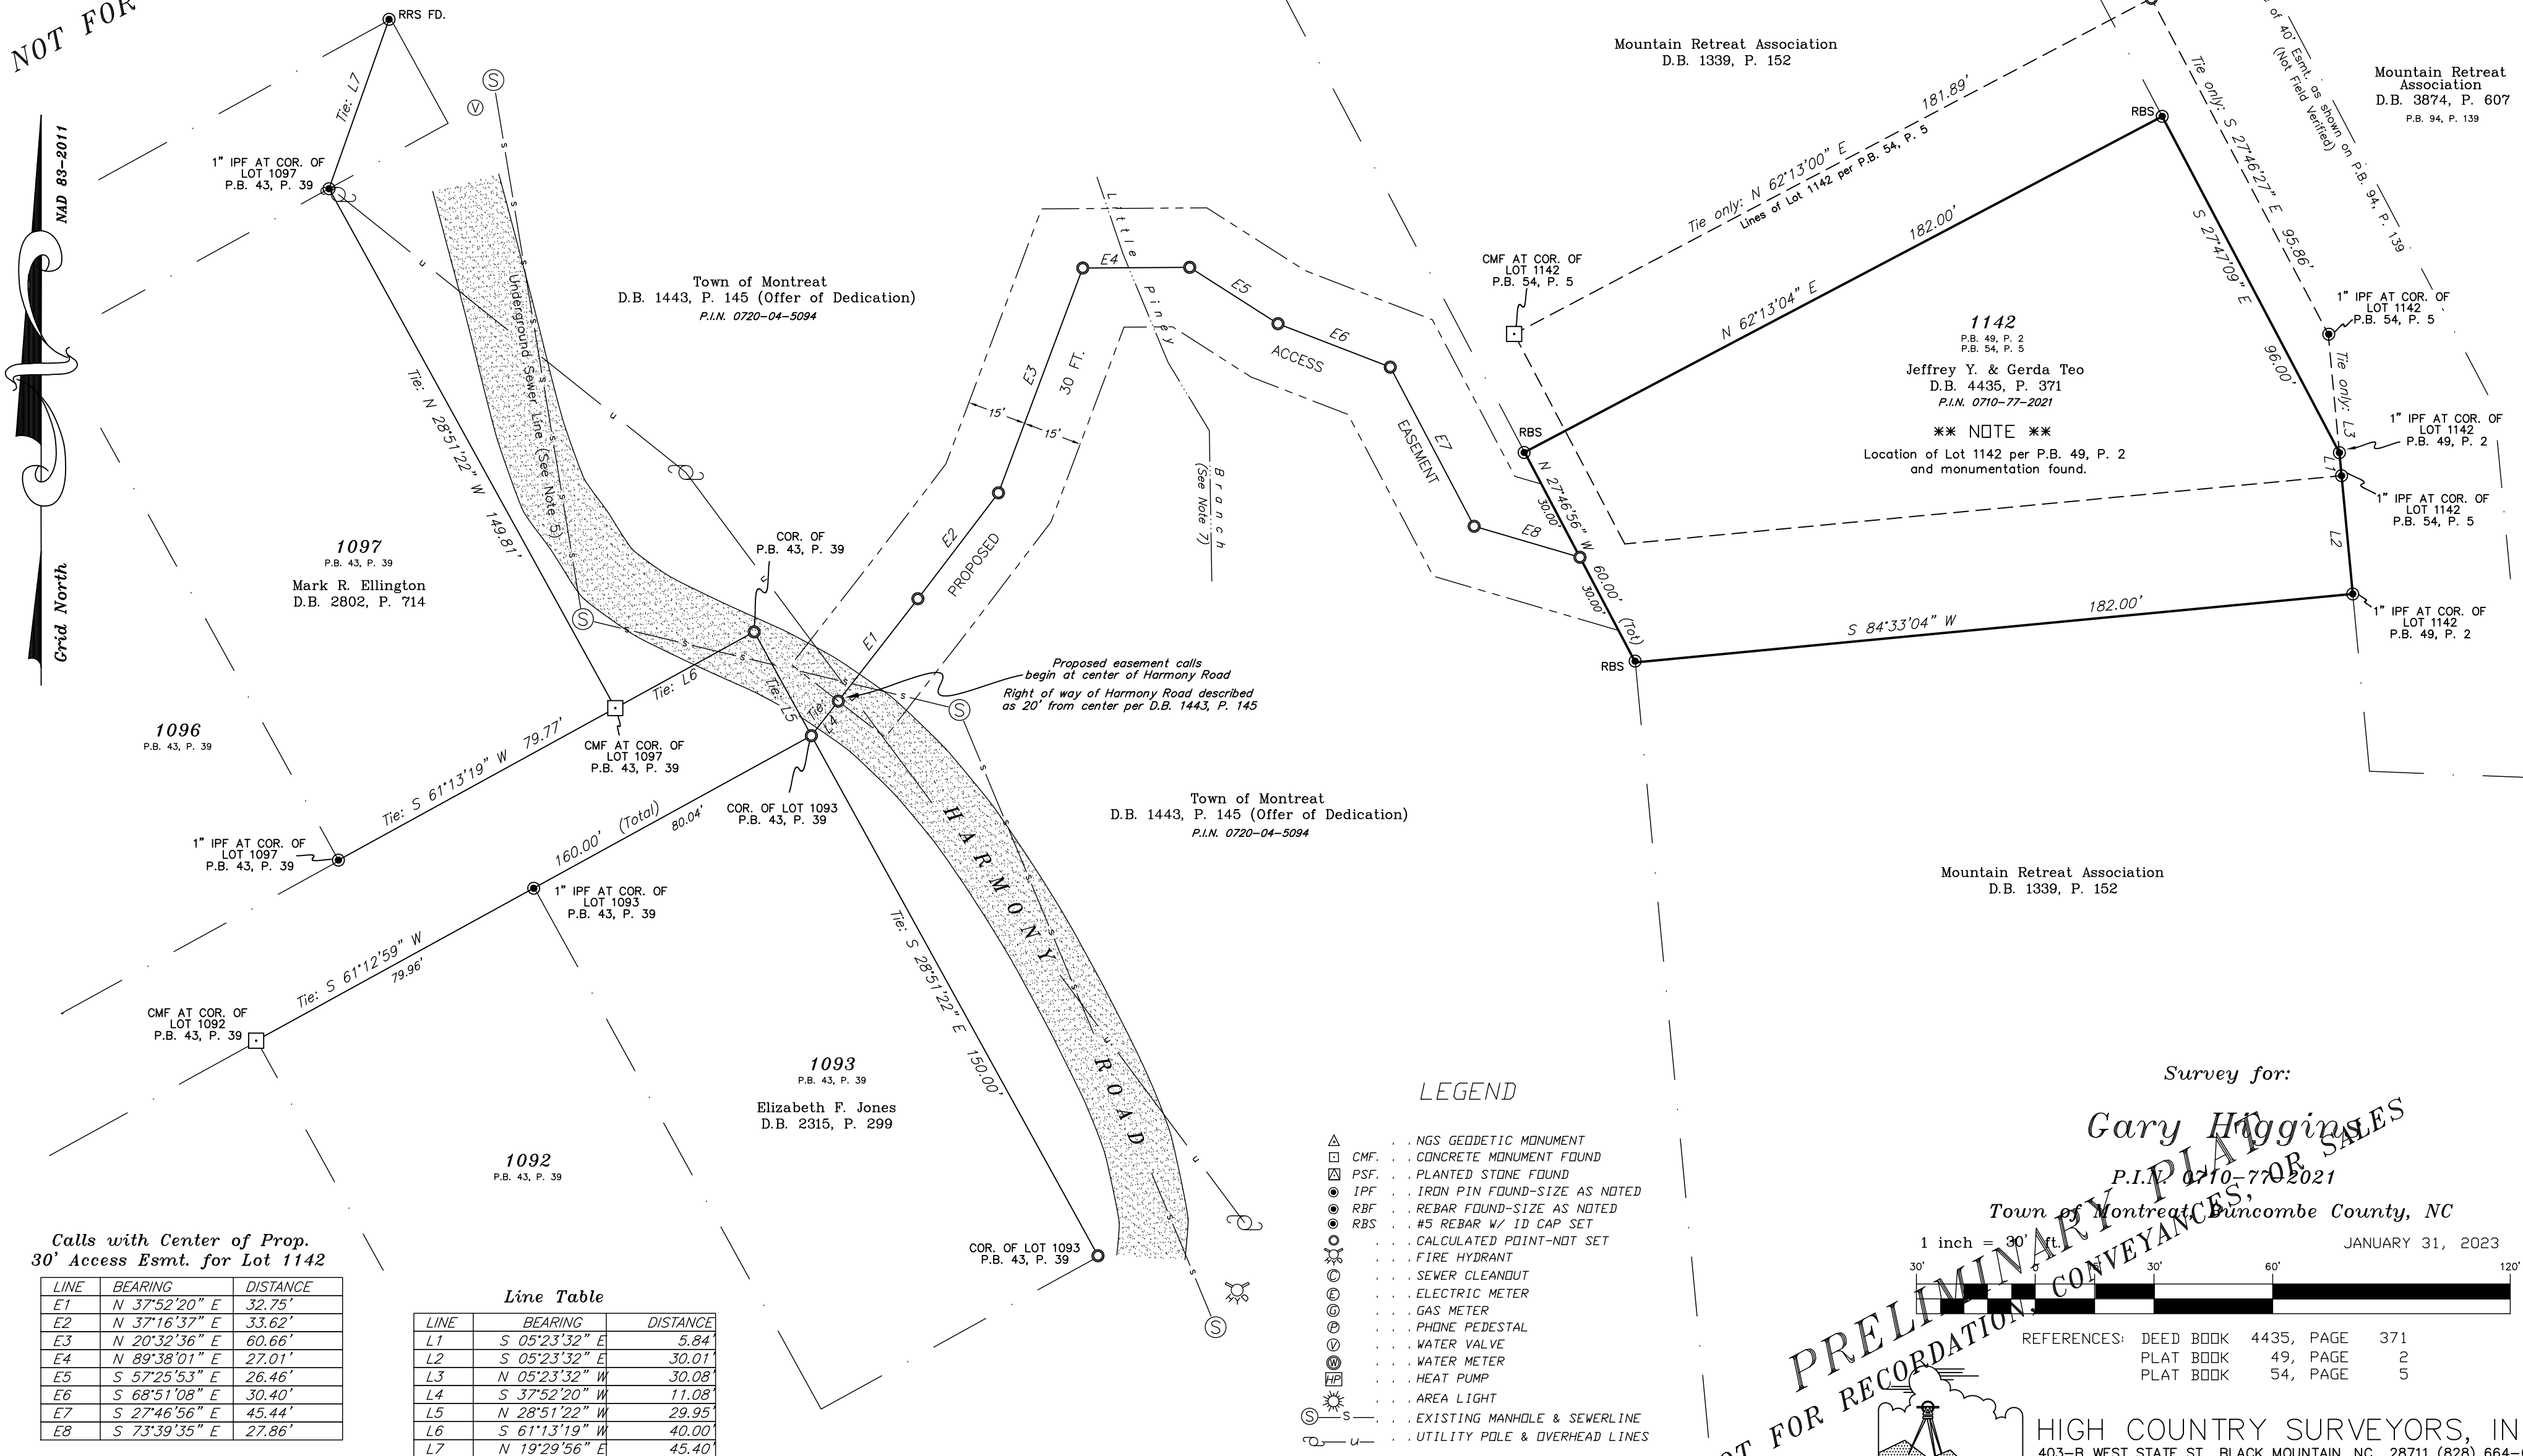 NOT FOR
RRS FD.
Tie: L7
NAD 83-2011
Grid North
1" IPF AT COR. OF
LOT 1097
P.B. 43, P. 39
S
V
Underground Sewer Line (See Note 5)
Tie: N 28°51'22" W 149.81'
Town of Montreat
D.B. 1443, P. 145 (Offer of Dedication)
P.I.N. 0720-04-5094
1097
P.B. 43, P. 39
Mark R. Ellington
D.B. 2802, P. 714
COR. OF
P.B. 43, P. 39
S
Tie: L6
Tie: L5
Tie: L4
1096
P.B. 43, P. 39
Tie: S 61°13'19" W 79.77'
CMF AT COR. OF
LOT 1097
P.B. 43, P. 39
1" IPF AT COR. OF
LOT 1097
P.B. 43, P. 39
160.00' (Total)
80.04'
COR. OF LOT 1093
P.B. 43, P. 39
1" IPF AT COR. OF
LOT 1093
P.B. 43, P. 39
Tie: S 61°12'59" W
79.96'
CMF AT COR. OF
LOT 1092
P.B. 43, P. 39
Tie: S 28°51'22" E 150.00'
HARMONY ROAD
1093
P.B. 43, P. 39
Elizabeth F. Jones
D.B. 2315, P. 299
1092
P.B. 43, P. 39
COR. OF LOT 1093
P.B. 43, P. 39
S
S
Little Piney
Branch
(See Note 7)
E1
E2
E3
E4
E5
E6
E7
E8
PROPOSED
30 FT.
15'
15'
ACCESS
EASEMENT
Proposed easement calls
begin at center of Harmony Road
Right of way of Harmony Road described
as 20' from center per D.B. 1443, P. 145
Town of Montreat
D.B. 1443, P. 145 (Offer of Dedication)
P.I.N. 0720-04-5094
Mountain Retreat Association
D.B. 1339, P. 152
Tie only: N 62°13'00" E 181.89'
Lines of Lot 1142 per P.B. 54, P. 5
CMF AT COR. OF
LOT 1142
P.B. 54, P. 5
RBS
N 62°13'04" E 182.00'
RBS
Tie only: S 27°46'27" E 95.86'
of 40' Esmt. as shown on P.B. 94, P. 139
(Not Field Verified)
Mountain Retreat
Association
D.B. 3874, P. 607
P.B. 94, P. 139
S 27°47'09" E 96.00'
1142
P.B. 49, P. 2
P.B. 54, P. 5
Jeffrey Y. & Gerda Teo
D.B. 4435, P. 371
P.I.N. 0710-77-2021
** NOTE **
Location of Lot 1142 per P.B. 49, P. 2
and monumentation found.
1" IPF AT COR. OF
LOT 1142
P.B. 54, P. 5
Tie only: L3
1" IPF AT COR. OF
LOT 1142
P.B. 49, P. 2
L1
1" IPF AT COR. OF
LOT 1142
P.B. 54, P. 5
L2
1" IPF AT COR. OF
LOT 1142
P.B. 49, P. 2
N 27°46'56" W 60.00' (Tot)
30.00'
30.00'
RBS
S 84°33'04" W 182.00'
Mountain Retreat Association
D.B. 1339, P. 152
Calls with Center of Prop.
30' Access Esmt. for Lot 1142
LINE BEARING DISTANCE
E1 N 37°52'20" E 32.75'
E2 N 37°16'37" E 33.62'
E3 N 20°32'36" E 60.66'
E4 N 89°38'01" E 27.01'
E5 S 57°25'53" E 26.46'
E6 S 68°51'08" E 30.40'
E7 S 27°46'56" E 45.44'
E8 S 73°39'35" E 27.86'
Line Table
LINE BEARING DISTANCE
L1 S 05°23'32" E 5.84'
L2 S 05°23'32" E 30.01'
L3 N 05°23'32" W 30.08'
L4 S 37°52'20" W 11.08'
L5 N 28°51'22" W 29.95'
L6 S 61°13'19" W 40.00'
L7 N 19°29'56" E 45.40'
LEGEND
. . . NGS GEODETIC MONUMENT
CMF. . . . CONCRETE MONUMENT FOUND
PSF. . . . PLANTED STONE FOUND
IPF . . . IRON PIN FOUND-SIZE AS NOTED
RBF . . . REBAR FOUND-SIZE AS NOTED
RBS . . . #5 REBAR W/ ID CAP SET
. . . CALCULATED POINT-NOT SET
. . . FIRE HYDRANT
C . . . SEWER CLEANOUT
E . . . ELECTRIC METER
G . . . GAS METER
P . . . PHONE PEDESTAL
V . . . WATER VALVE
W . . . WATER METER
HP . . . HEAT PUMP
. . . AREA LIGHT
S —s— . . . EXISTING MANHOLE & SEWERLINE
—u— . . . UTILITY POLE & OVERHEAD LINES
Survey for:
Gary Higgins
P.I.N. 0710-77-2021
Town of Montreat, Buncombe County, NC
1 inch = 30' ft.
JANUARY 31, 2023
30' 0 15' 30' 60' 120'
PRELIMINARY PLAT
NOT FOR RECORDATION, CONVEYANCES, OR SALES
REFERENCES: DEED BOOK 4435, PAGE 371
PLAT BOOK 49, PAGE 2
PLAT BOOK 54, PAGE 5
HIGH COUNTRY SURVEYORS, IN
403-B WEST STATE ST., BLACK MOUNTAIN, NC 28711 (828) 664-